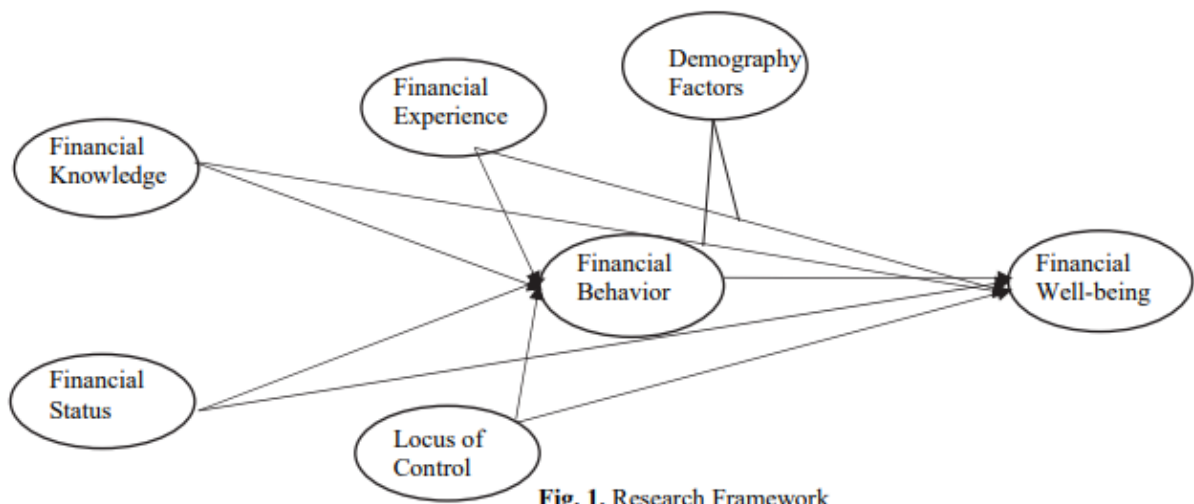 Demography
Factors
Financial
Experience
Financial
Knowledge
Financial
Behavior
Financial
Well-being
Financial
Status
Locus of
Control
Fig. 1. Research Framework